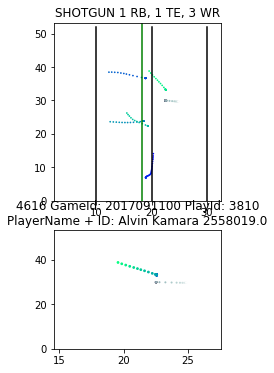 SHOTGUN 1 RB, 1 TE, 3 WR
50
40
30
20
10
0
10 20 30
4616 GameId: 2017091100 PlayId: 3810
PlayerName + ID: Alvin Kamara 2558019.0
40
20
0
15 20 25